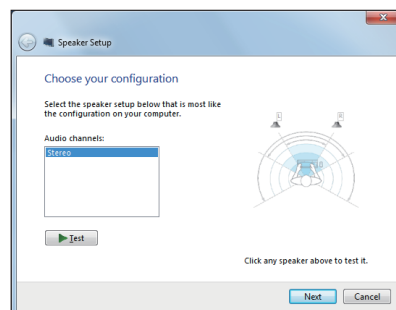 Speaker Setup
Choose your configuration
Select the speaker setup below that is most like
the configuration on your computer.
Audio channels:
Stereo
L
R
Test
Click any speaker above to test it.
Next
Cancel